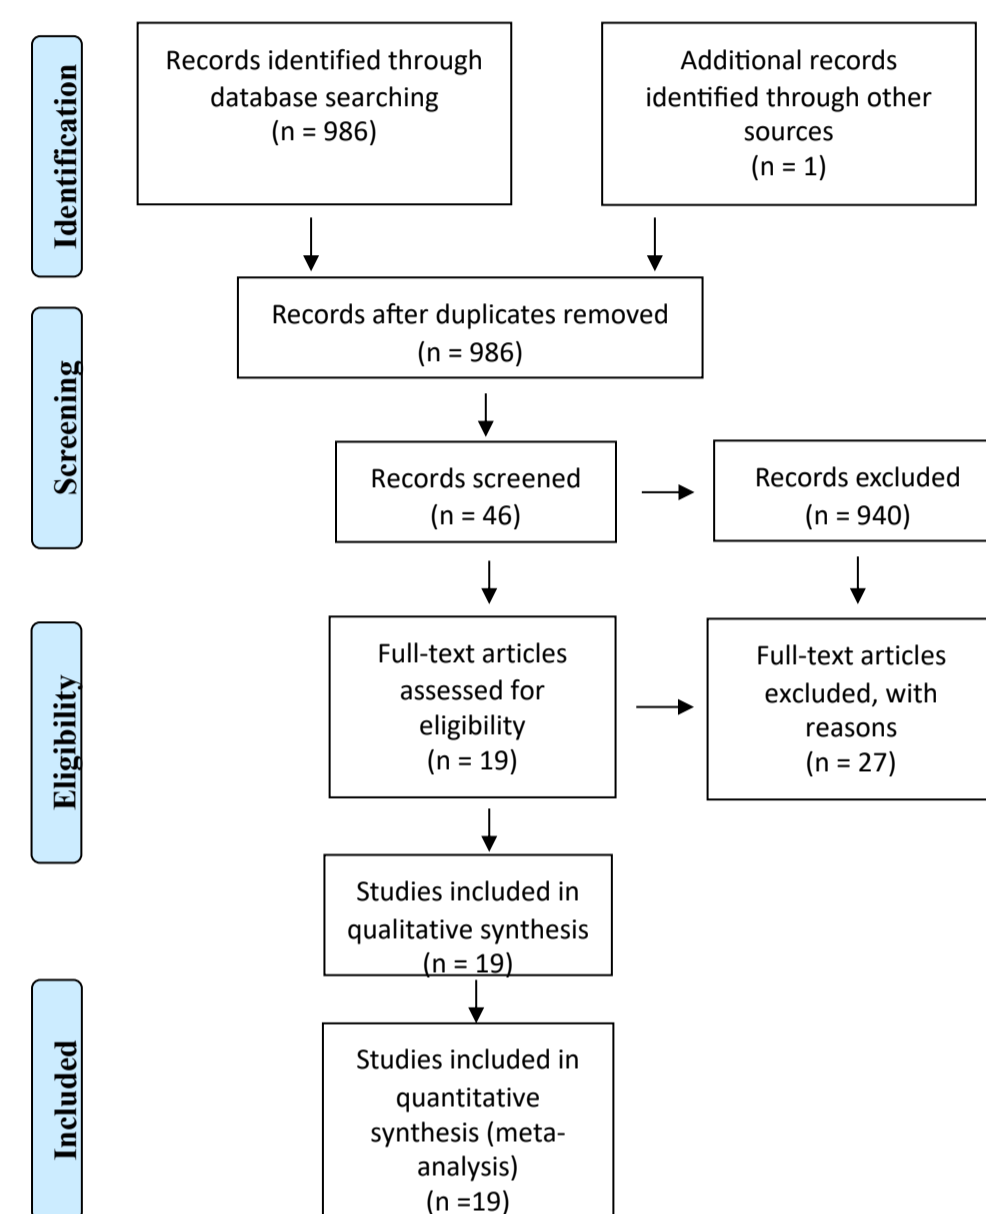 Identification
Records identified through
database searching
(n = 986)
Additional records
identified through other
sources
(n = 1)
Records after duplicates removed
(n = 986)
Screening
Records screened
(n = 46)
Records excluded
(n = 940)
Eligibility
Full-text articles
assessed for
eligibility
(n = 19)
Full-text articles
excluded, with
reasons
(n = 27)
Studies included in
qualitative synthesis
(n = 19)
Included
Studies included in
quantitative
synthesis (meta-
analysis)
(n =19)